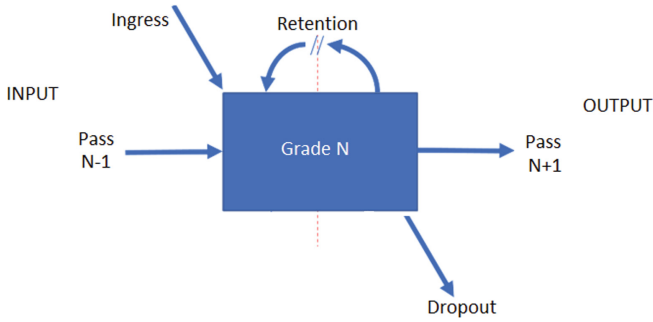 Ingress
Retention
INPUT
OUTPUT
Pass
N-1
Grade N
Pass
N+1
Dropout